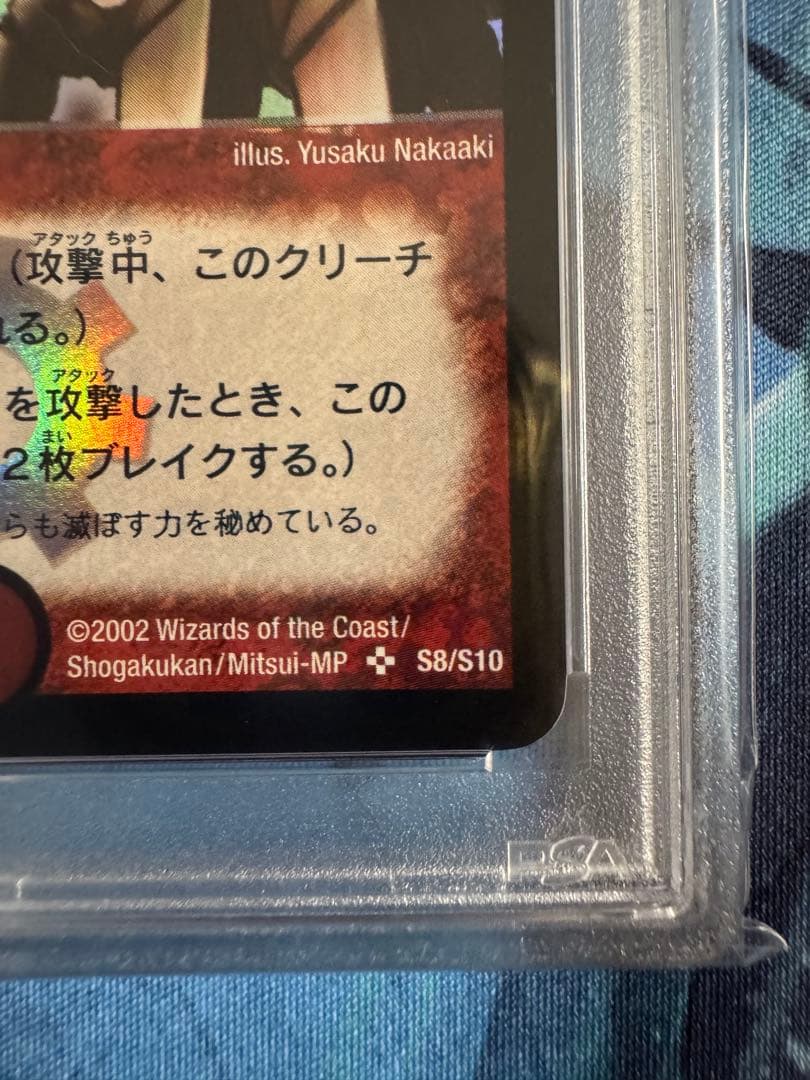 illus. Yusaku Nakaaki
アタック ちゅう
(攻撃中、このクリーチ
れる。)
アタック
を攻撃したとき、この
まい
2枚ブレイクする。)
らも滅ぼす力を秘めている。
©2002 Wizards of the Coast/
Shogakukan/Mitsui-MP S8/S10
PSA